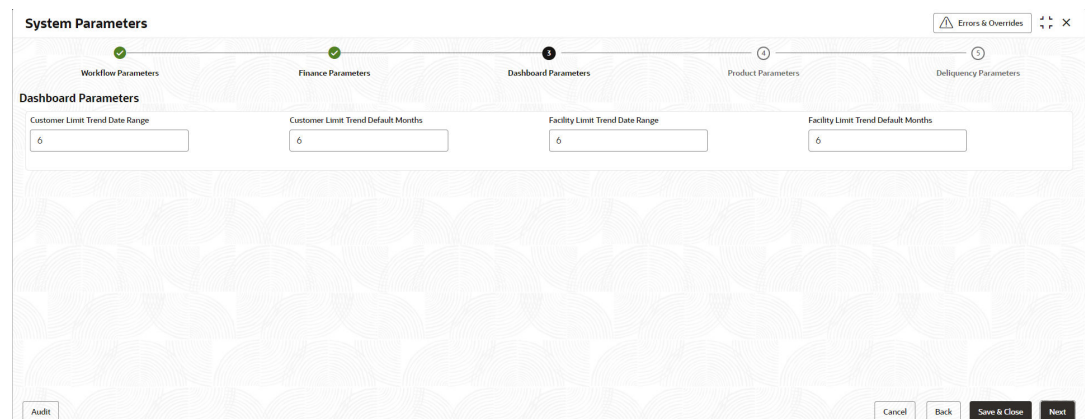 System Parameters
Errors & Overrides
3
4
5
Workflow Parameters
Finance Parameters
Dashboard Parameters
Product Parameters
Deliquency Parameters
Dashboard Parameters
Customer Limit Trend Date Range
Customer Limit Trend Default Months
Facility Limit Trend Date Range
Facility Limit Trend Default Months
6
6
6
6
Audit
Cancel
Back
Save & Close
Next